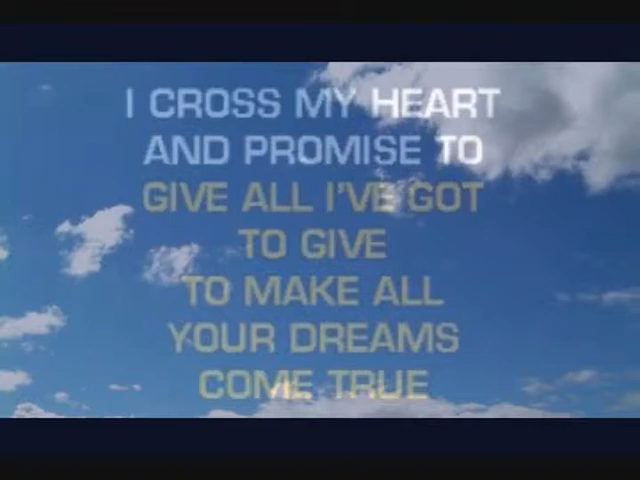 I CROSS MY HEART
AND PROMISE TO
GIVE ALL I'VE GOT
TO GIVE
TO MAKE ALL
YOUR DREAMS
COME TRUE